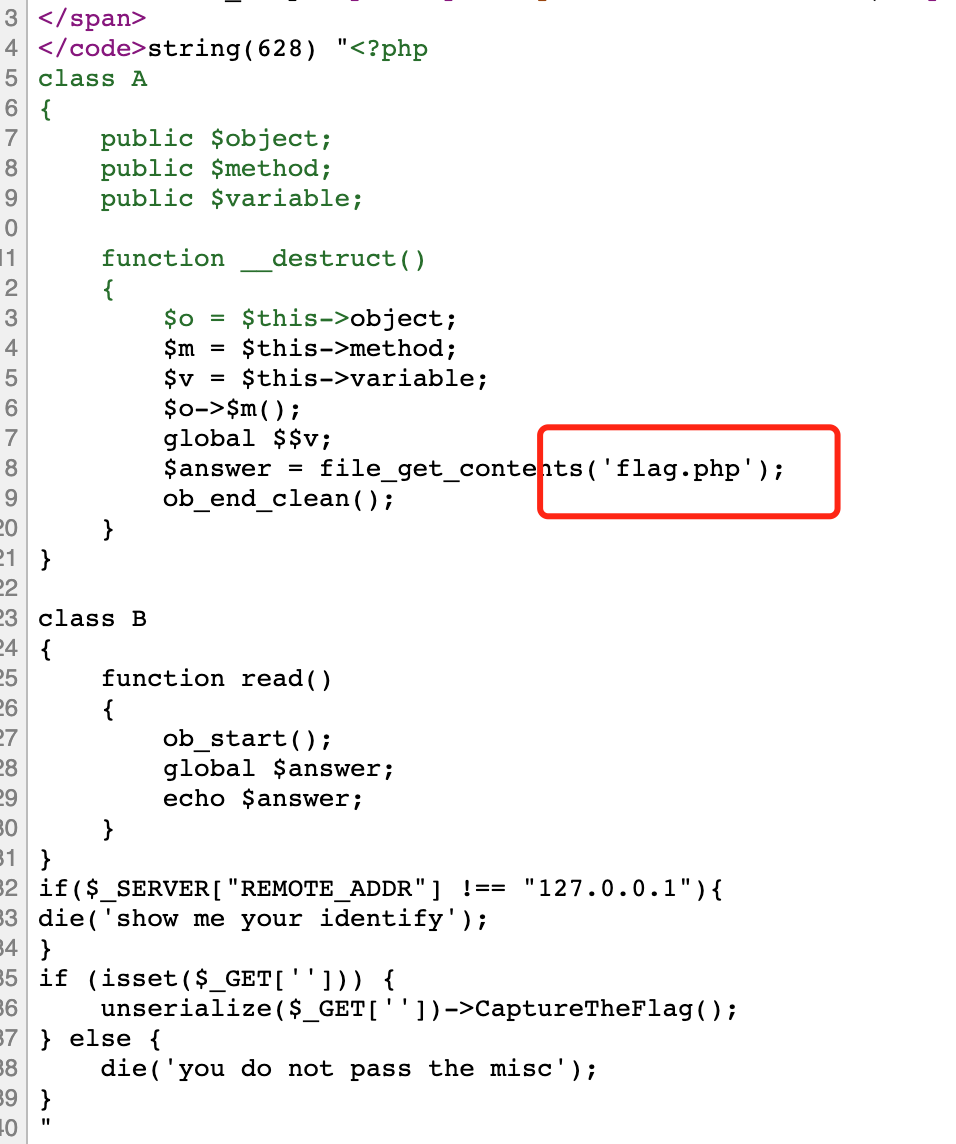 3 </span>
4 </code>string(628) "<?php
5 class A
6 {
7     public $object;
8     public $method;
9     public $variable;
0
11     function __destruct()
2     {
3         $o = $this->object;
4         $m = $this->method;
5         $v = $this->variable;
6         $o->$m();
7         global $$v;
8         $answer = file_get_contents('flag.php');
9         ob_end_clean();
20     }
21 }
22
23 class B
24 {
25     function read()
26     {
27         ob_start();
28         global $answer;
29         echo $answer;
30     }
31 }
32 if($_SERVER["REMOTE_ADDR"] !== "127.0.0.1"){
33 die('show me your identify');
34 }
35 if (isset($_GET[''])) {
36     unserialize($_GET[''])->CaptureTheFlag();
37 } else {
38     die('you do not pass the misc');
39 }
40 "